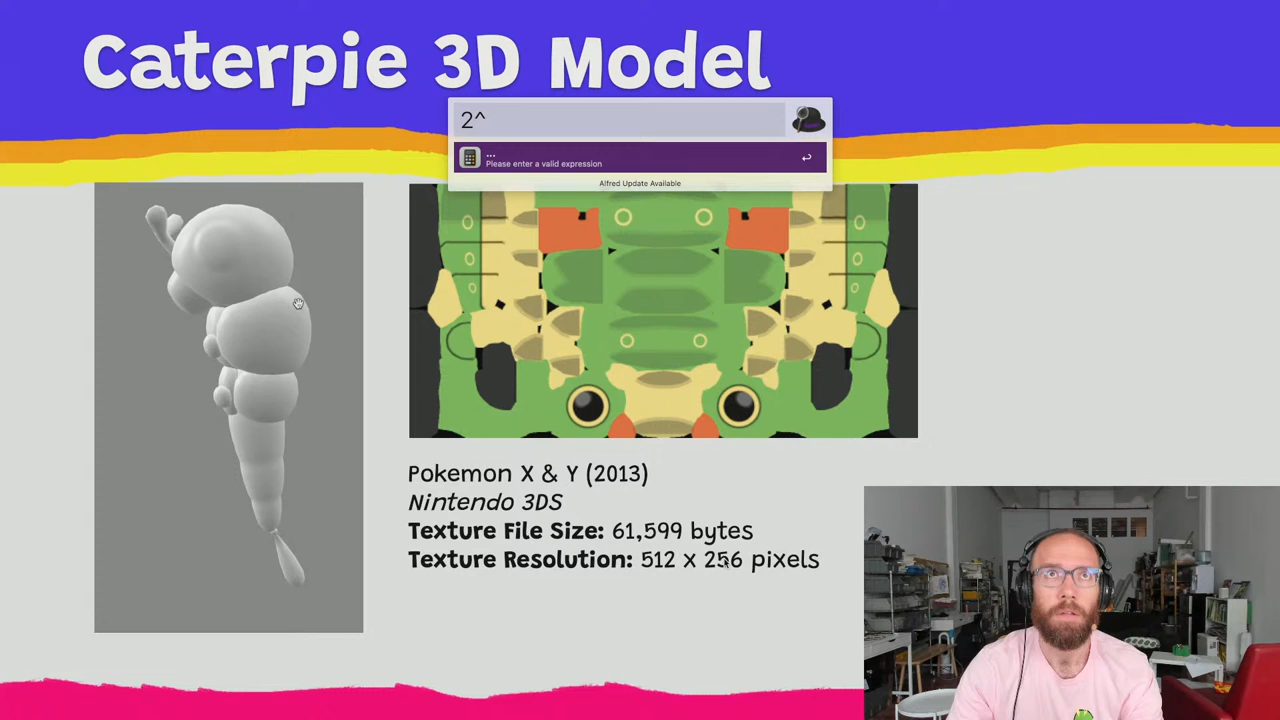 Caterpie 3D Model
2^
...
Please enter a valid expression
Alfred Update Available
Pokemon X & Y (2013)
Nintendo 3DS
Texture File Size: 61,599 bytes
Texture Resolution: 512 x 256 pixels